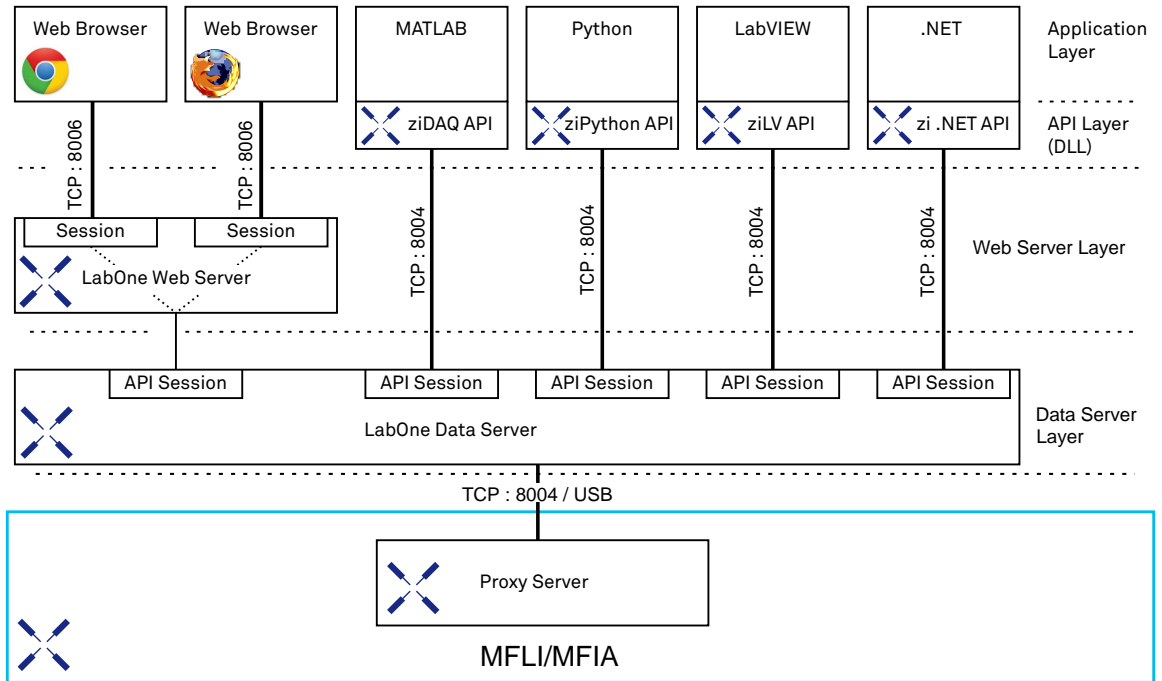 Web Browser
Web Browser
MATLAB
Python
LabVIEW
.NET
Application
Layer
ziDAQ API
ziPython API
ziLV API
zi .NET API
API Layer
(DLL)
TCP : 8006
TCP : 8006
TCP : 8004
TCP : 8004
TCP : 8004
TCP : 8004
Session
Session
Web Server Layer
LabOne Web Server
API Session
API Session
API Session
API Session
API Session
LabOne Data Server
Data Server
Layer
TCP : 8004 / USB
Proxy Server
MFLI/MFIA